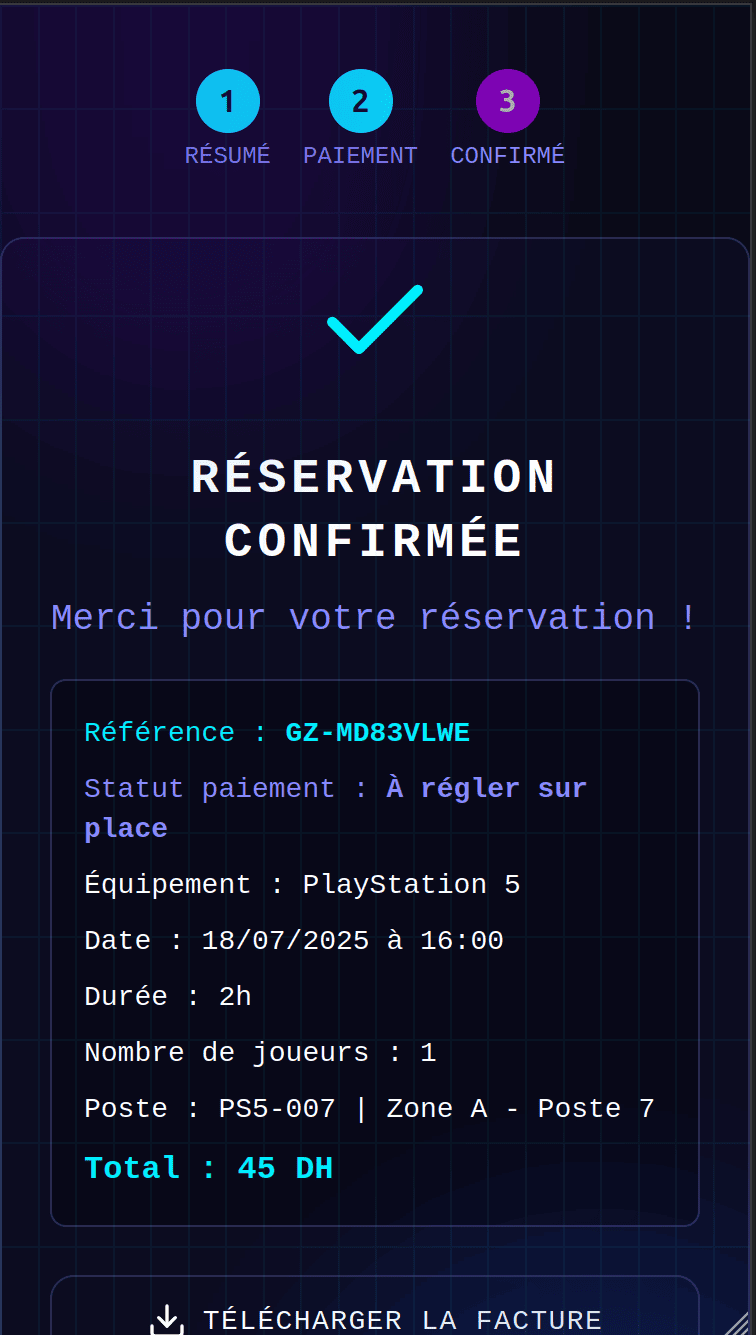 1 2 3
RÉSUMÉ PAIEMENT CONFIRMÉ
RÉSERVATION
CONFIRMÉE
Merci pour votre réservation !
Référence : GZ-MD83VLWE
Statut paiement : À régler sur
place
Équipement : PlayStation 5
Date : 18/07/2025 à 16:00
Durée : 2h
Nombre de joueurs : 1
Poste : PS5-007 | Zone A - Poste 7
Total : 45 DH
TÉLÉCHARGER LA FACTURE